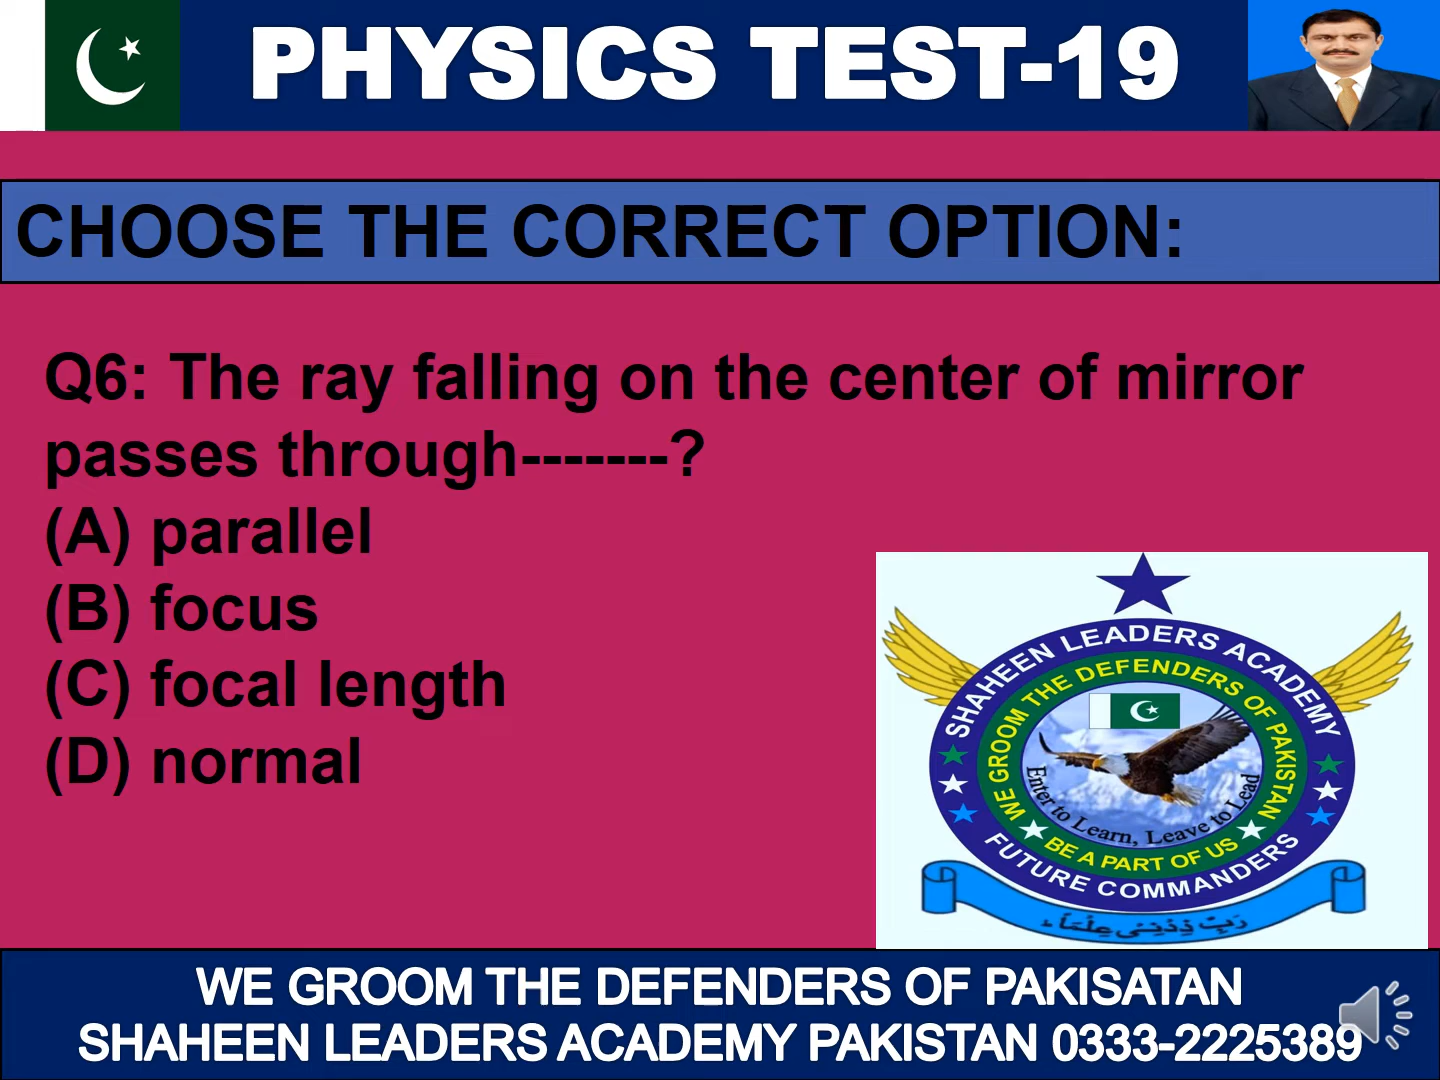 PHYSICS TEST-19
CHOOSE THE CORRECT OPTION:
Q6: The ray falling on the center of mirror
passes through-------?
(A) parallel
(B) focus
(C) focal length
(D) normal
SHAHEEN LEADERS ACADEMY
WE GROOM THE DEFENDERS OF PAKISTAN
Enter to Learn, Leave to Lead
BE A PART OF US
FUTURE COMMANDERS
رَبِّ زِدْنِي عِلْمًا
WE GROOM THE DEFENDERS OF PAKISATAN
SHAHEEN LEADERS ACADEMY PAKISTAN 0333-2225389